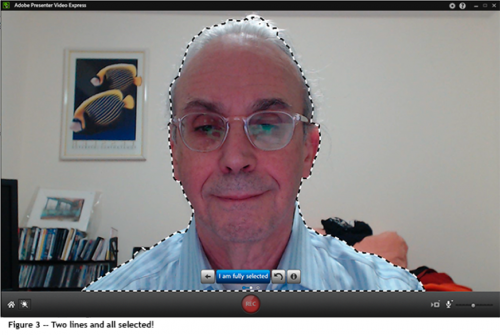 Adobe Presenter Video Express
I am fully selected
REC
Figure 3 -- Two lines and all selected!